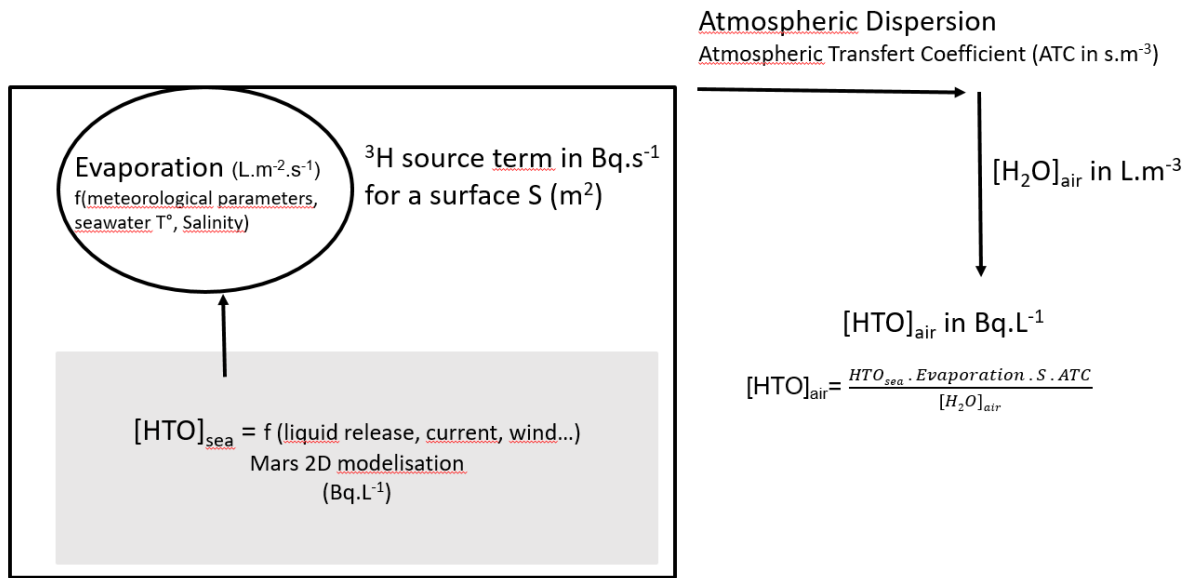 Atmospheric Dispersion
Atmospheric Transfert Coefficient (ATC in s.m⁻³)
Evaporation (L.m⁻².s⁻¹)
f(meteorological parameters,
seawater T°, Salinity)
³H source term in Bq.s⁻¹
for a surface S (m²)
[H₂O]air in L.m⁻³
[HTO]air in Bq.L⁻¹
[HTO]air= HTOsea . Evaporation . S . ATC
[H₂O]air
[HTO]sea = f (liquid release, current, wind...)
Mars 2D modelisation
(Bq.L⁻¹)